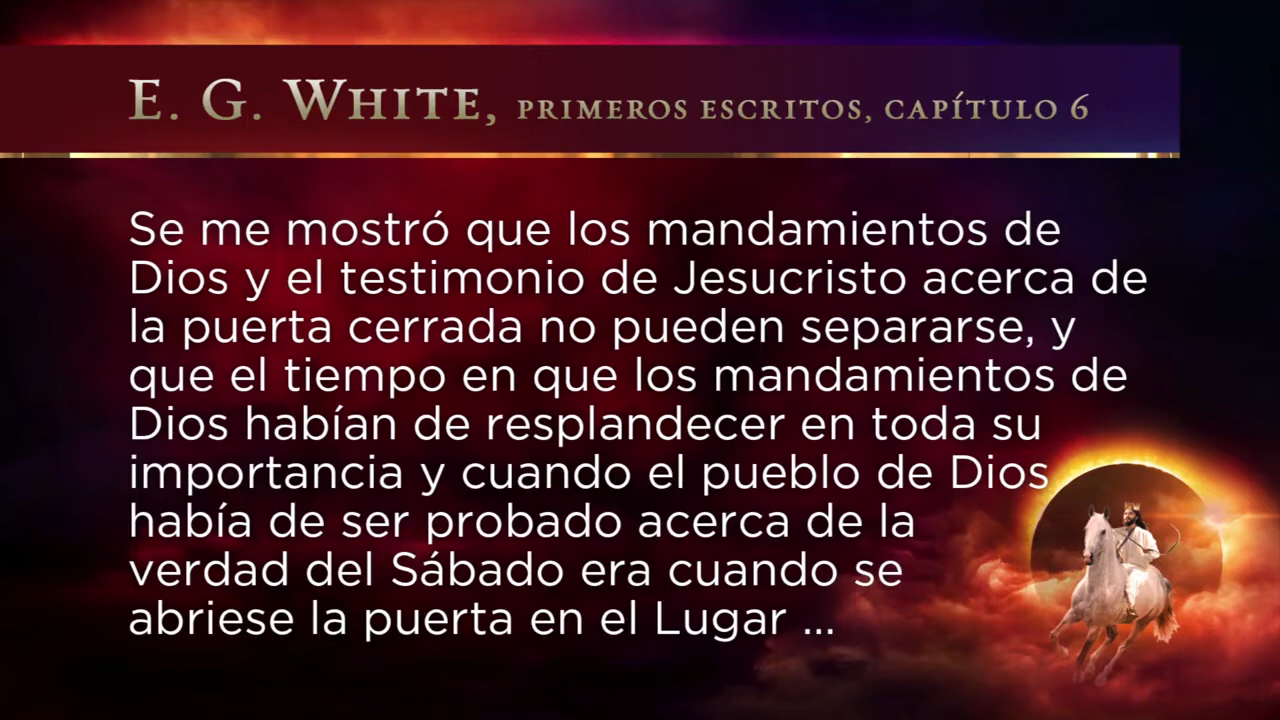 E. G. WHITE, PRIMEROS ESCRITOS, CAPÍTULO 6
Se me mostró que los mandamientos de
Dios y el testimonio de Jesucristo acerca de
la puerta cerrada no pueden separarse, y
que el tiempo en que los mandamientos de
Dios habían de resplandecer en toda su
importancia y cuando el pueblo de Dios
había de ser probado acerca de la
verdad del Sábado era cuando se
abriese la puerta en el Lugar ...